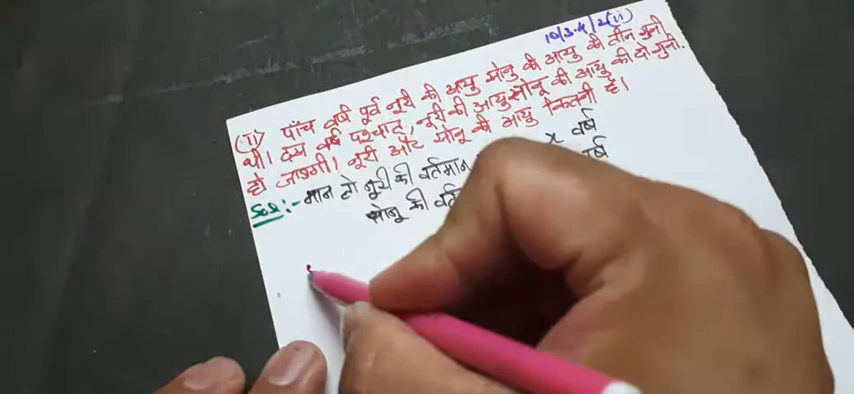 10/3.4/2(ii)
(ii) पाँच वर्ष पूर्व नूरी की आयु सोनू की आयु की तीन गुनी
थी। दस वर्ष पश्चात्, नूरी की आयु सोनू की आयु की दो गुनी
हो जाएगी। नूरी और सोनू की आयु कितनी है।
Sol:- मान लो नूरी की वर्तमान x वर्ष
सोनू की वर्ष